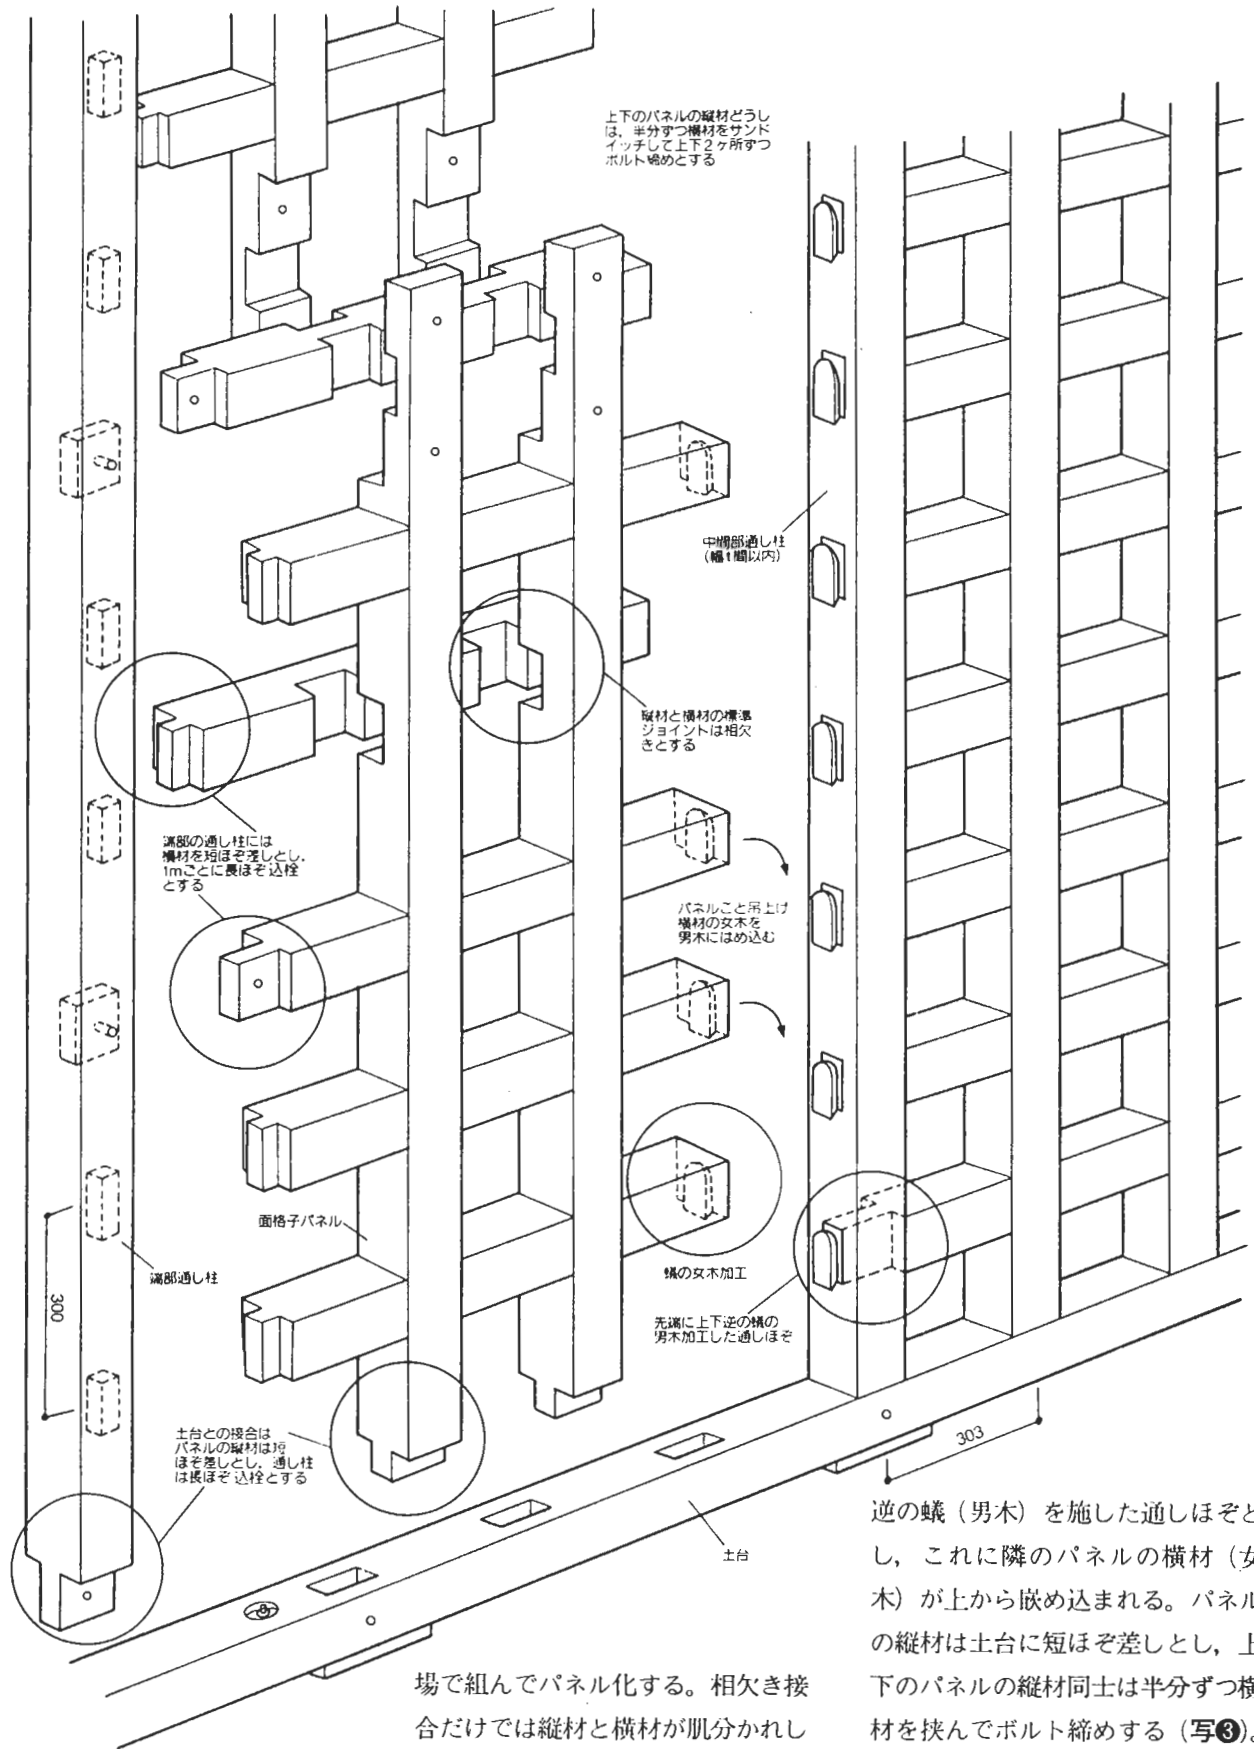 上下のパネルの縦材どうし
は，半分ずつ横材をサンド
イッチして上下2ヶ所ずつ
ボルト締めとする
中間部通し柱
（幅1間以内）
縦材と横材の標準
ジョイントは相欠
きとする
端部の通し柱には
横材を短ほぞ差しとし，
1mごとに長ほぞ込栓
とする
パネルごと吊上げ
横材の女木を
男木にはめ込む
面格子パネル
蟻の女木加工
端部通し柱
300
先端に上下逆の蟻の
男木加工した通しほぞ
土台との接合は
パネルの縦材は短
ほぞ差しとし，通し柱
は長ほぞ込栓とする
303
土台
場で組んでパネル化する。相欠き接
合だけでは縦材と横材が肌分かれし
逆の蟻（男木）を施した通しほぞと
し，これに隣のパネルの横材（女
木）が上から嵌め込まれる。パネル
の縦材は土台に短ほぞ差しとし，上
下のパネルの縦材同士は半分ずつ横
材を挟んでボルト締めする（写❸）。